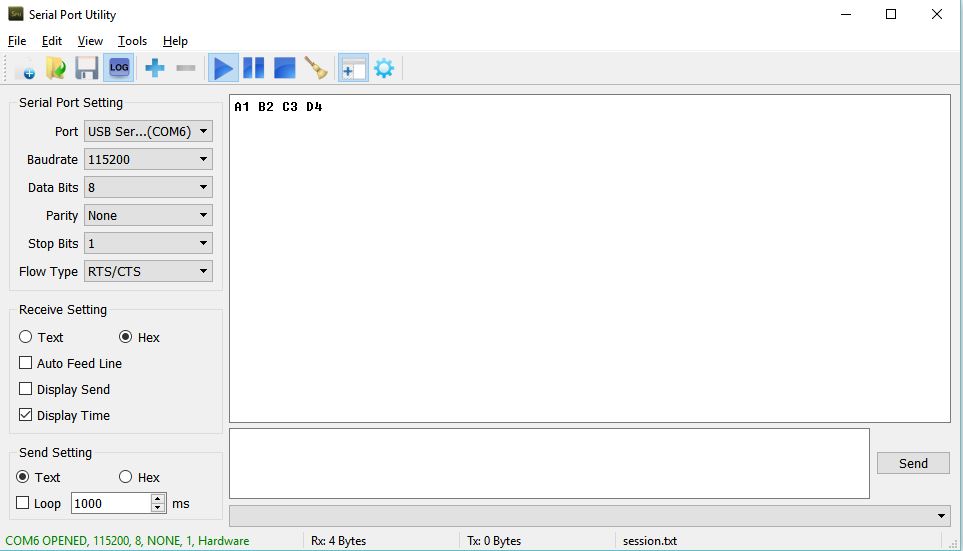 Serial Port Utility
File Edit View Tools Help
LOG
Serial Port Setting
Port USB Ser...(COM6)
Baudrate 115200
Data Bits 8
Parity None
Stop Bits 1
Flow Type RTS/CTS
Receive Setting
Text Hex
Auto Feed Line
Display Send
Display Time
Send Setting
Text Hex
Loop 1000 ms
A1 B2 C3 D4
Send
COM6 OPENED, 115200, 8, NONE, 1, Hardware Rx: 4 Bytes Tx: 0 Bytes session.txt